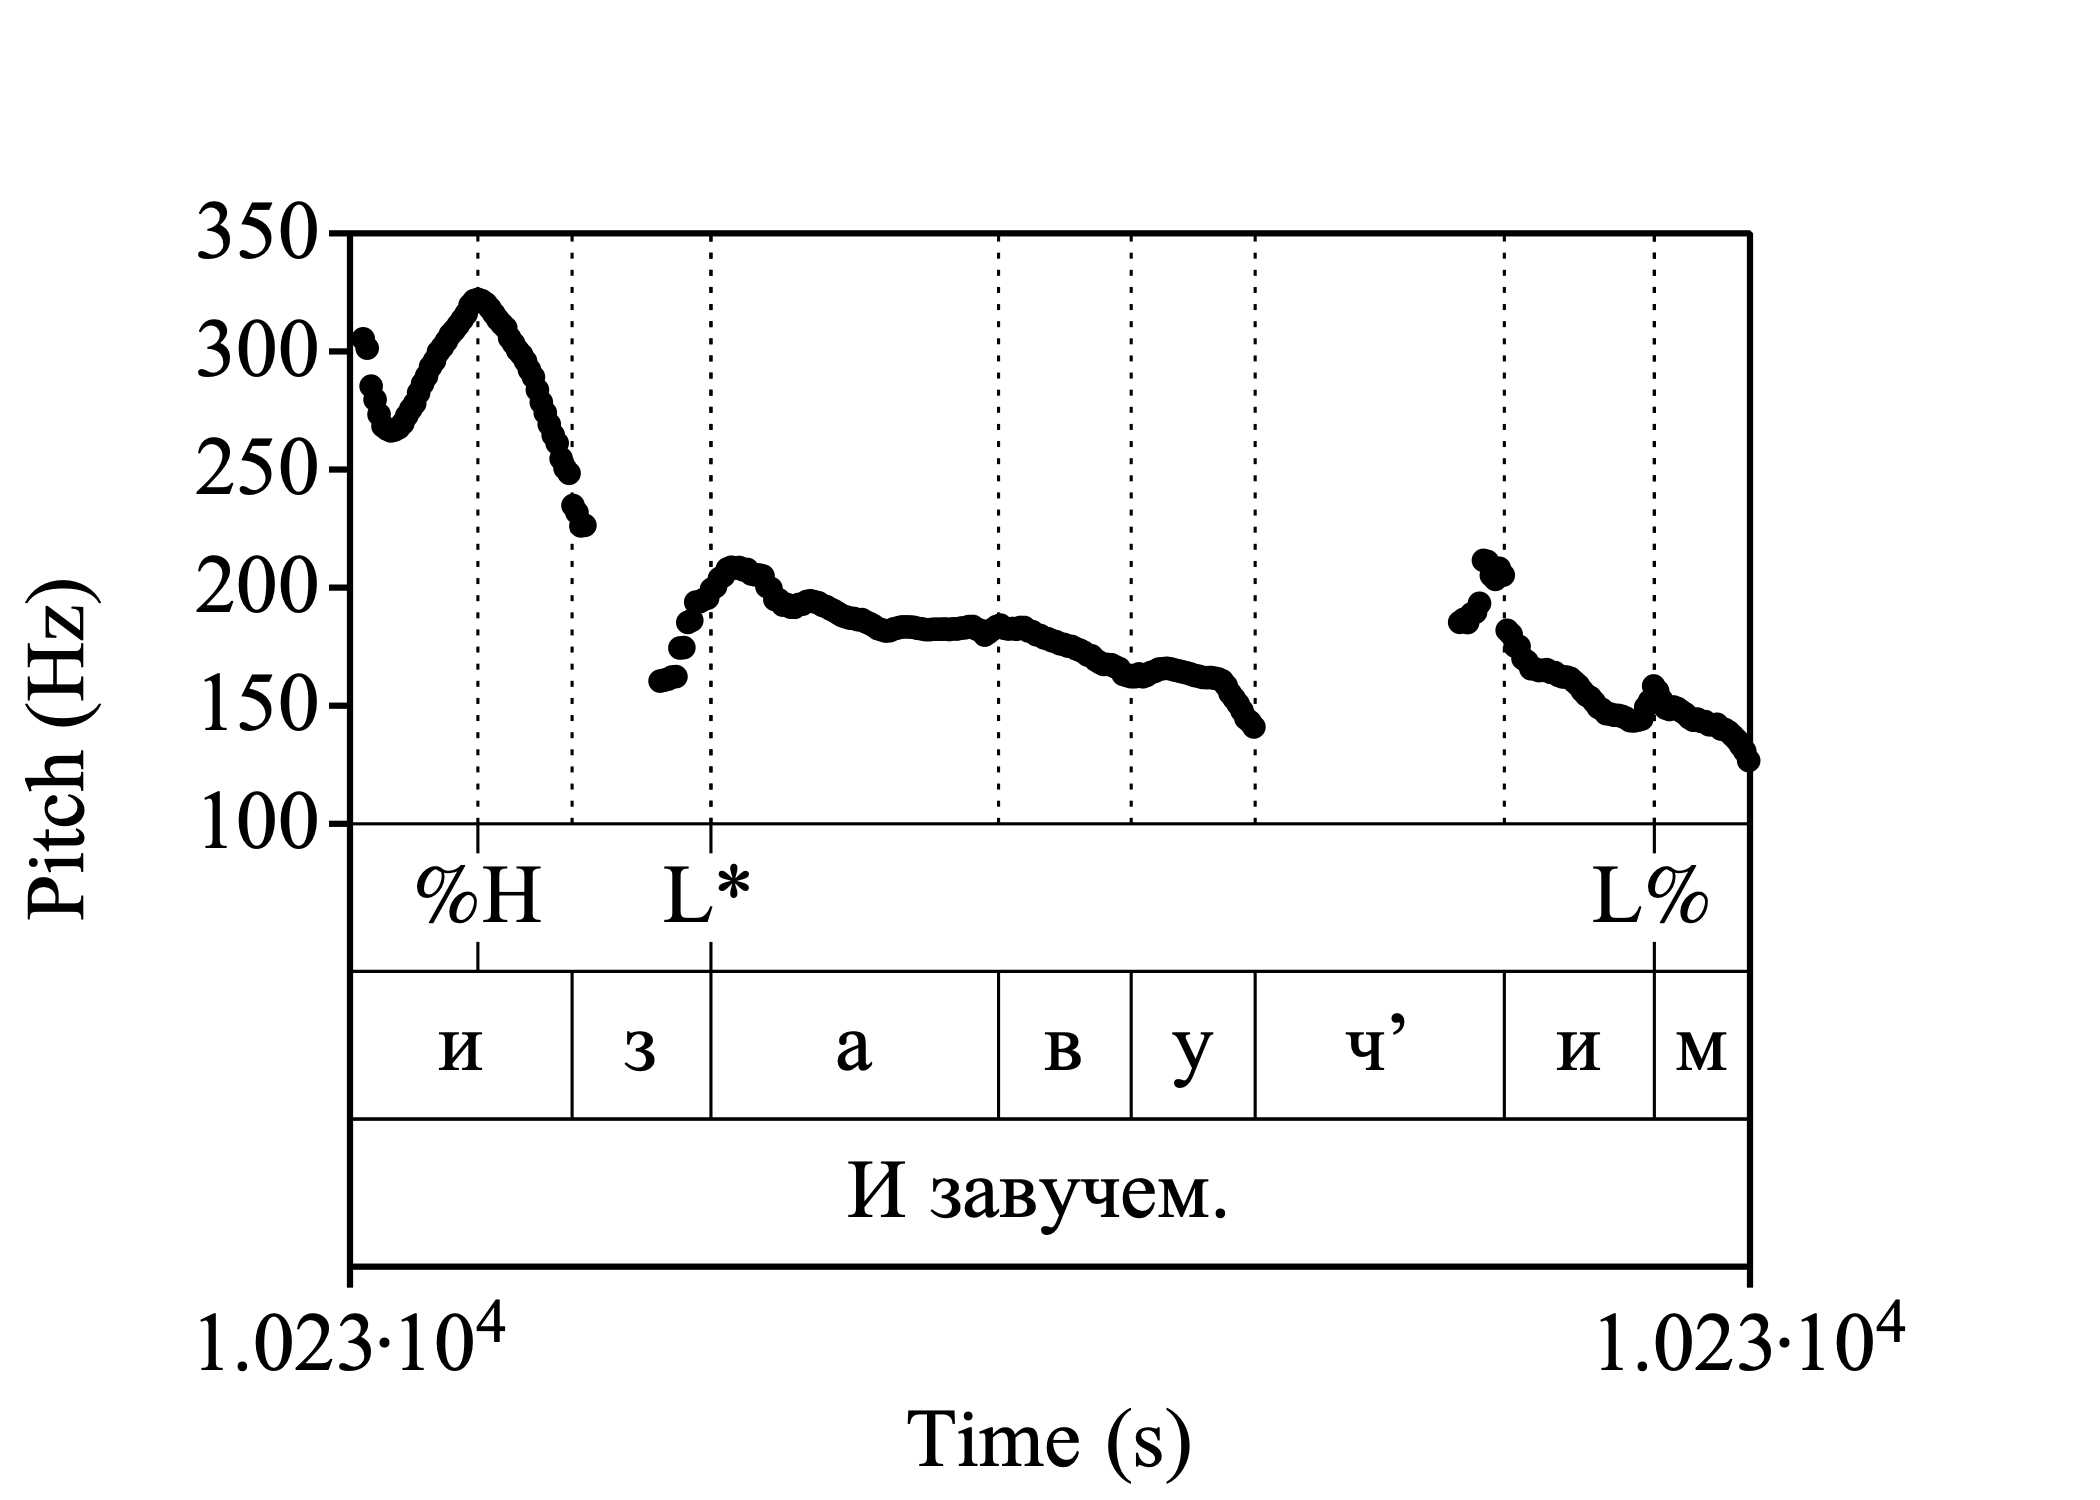 350
300
250
200
150
100
Pitch (Hz)
%H L* L%
и з а в у ч’ и м
И завучем.
1.023·10⁴ 1.023·10⁴
Time (s)